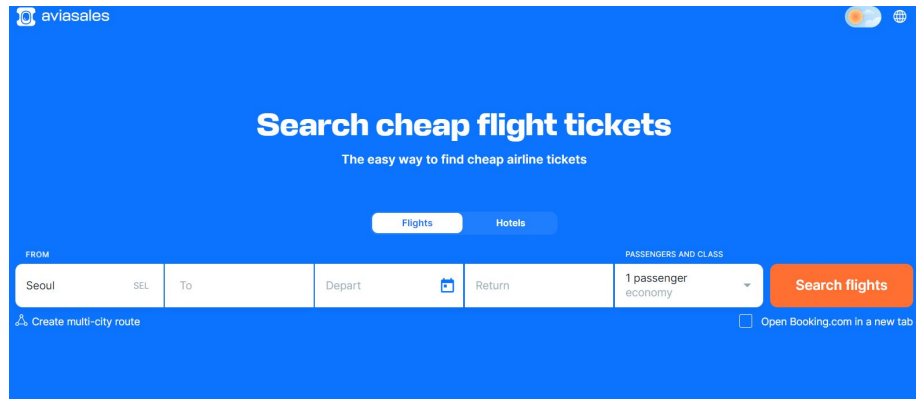 aviasales
Search cheap flight tickets
The easy way to find cheap airline tickets
Flights Hotels
FROM PASSENGERS AND CLASS
Seoul SEL To Depart Return 1 passenger economy Search flights
Create multi-city route Open Booking.com in a new tab